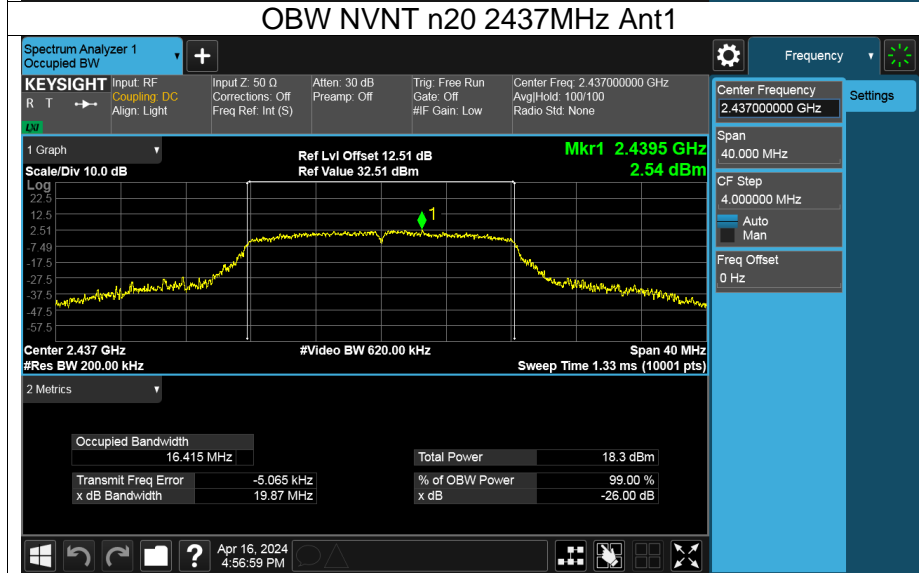 OBW NVNT n20 2437MHz Ant1
Spectrum Analyzer 1
Occupied BW
+
Frequency
KEYSIGHT
R T
LXI
Input: RF
Coupling: DC
Align: Light
Input Z: 50 Ω
Corrections: Off
Freq Ref: Int (S)
Atten: 30 dB
Preamp: Off
Trig: Free Run
Gate: Off
#IF Gain: Low
Center Freq: 2.437000000 GHz
Avg|Hold: 100/100
Radio Std: None
Center Frequency
2.437000000 GHz
Settings
Span
40.000 MHz
CF Step
4.000000 MHz
Auto
Man
Freq Offset
0 Hz
1 Graph
Scale/Div 10.0 dB
Ref Lvl Offset 12.51 dB
Ref Value 32.51 dBm
Mkr1 2.4395 GHz
2.54 dBm
Log
22.5
12.5
2.51
-7.49
-17.5
-27.5
-37.5
-47.5
-57.5
1
Center 2.437 GHz
#Res BW 200.00 kHz
#Video BW 620.00 kHz
Span 40 MHz
Sweep Time 1.33 ms (10001 pts)
2 Metrics
Occupied Bandwidth
16.415 MHz
Total Power 18.3 dBm
Transmit Freq Error -5.065 kHz
% of OBW Power 99.00 %
x dB Bandwidth 19.87 MHz
x dB -26.00 dB
?
Apr 16, 2024
4:56:59 PM